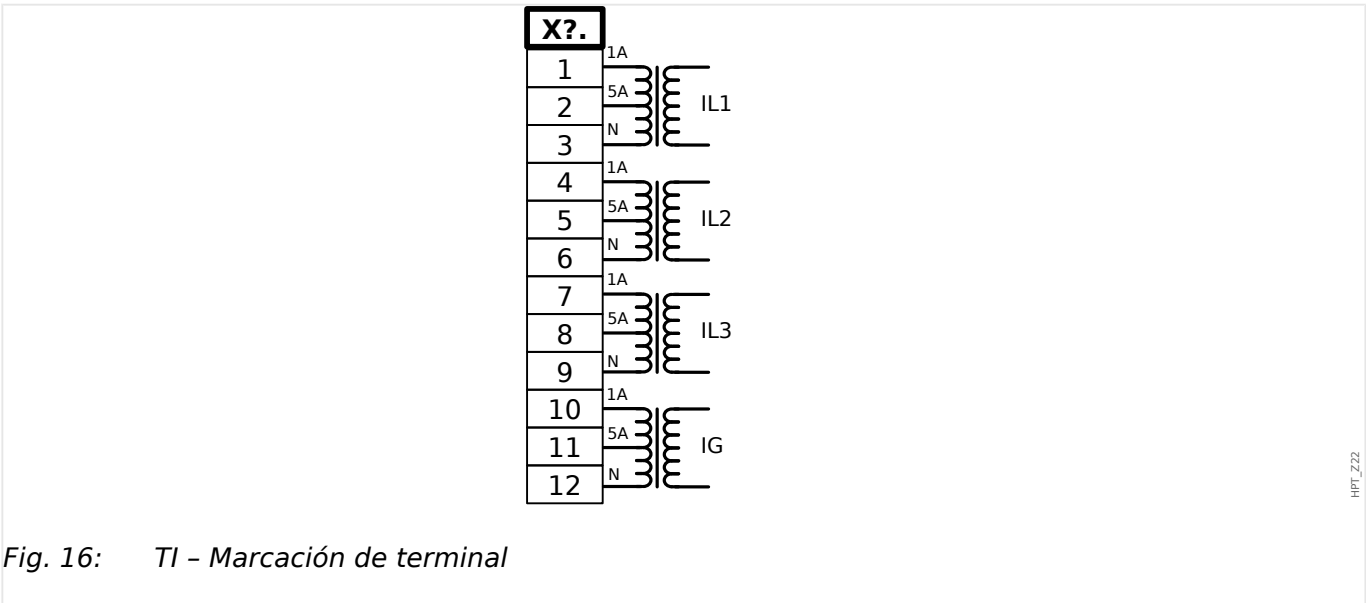 X?.
1A
1
5A
2
IL1
N
3
1A
4
5A
5
IL2
N
6
1A
7
5A
8
IL3
N
9
1A
10
5A
11
IG
N
12
HPT_Z22
Fig. 16: TI – Marcación de terminal